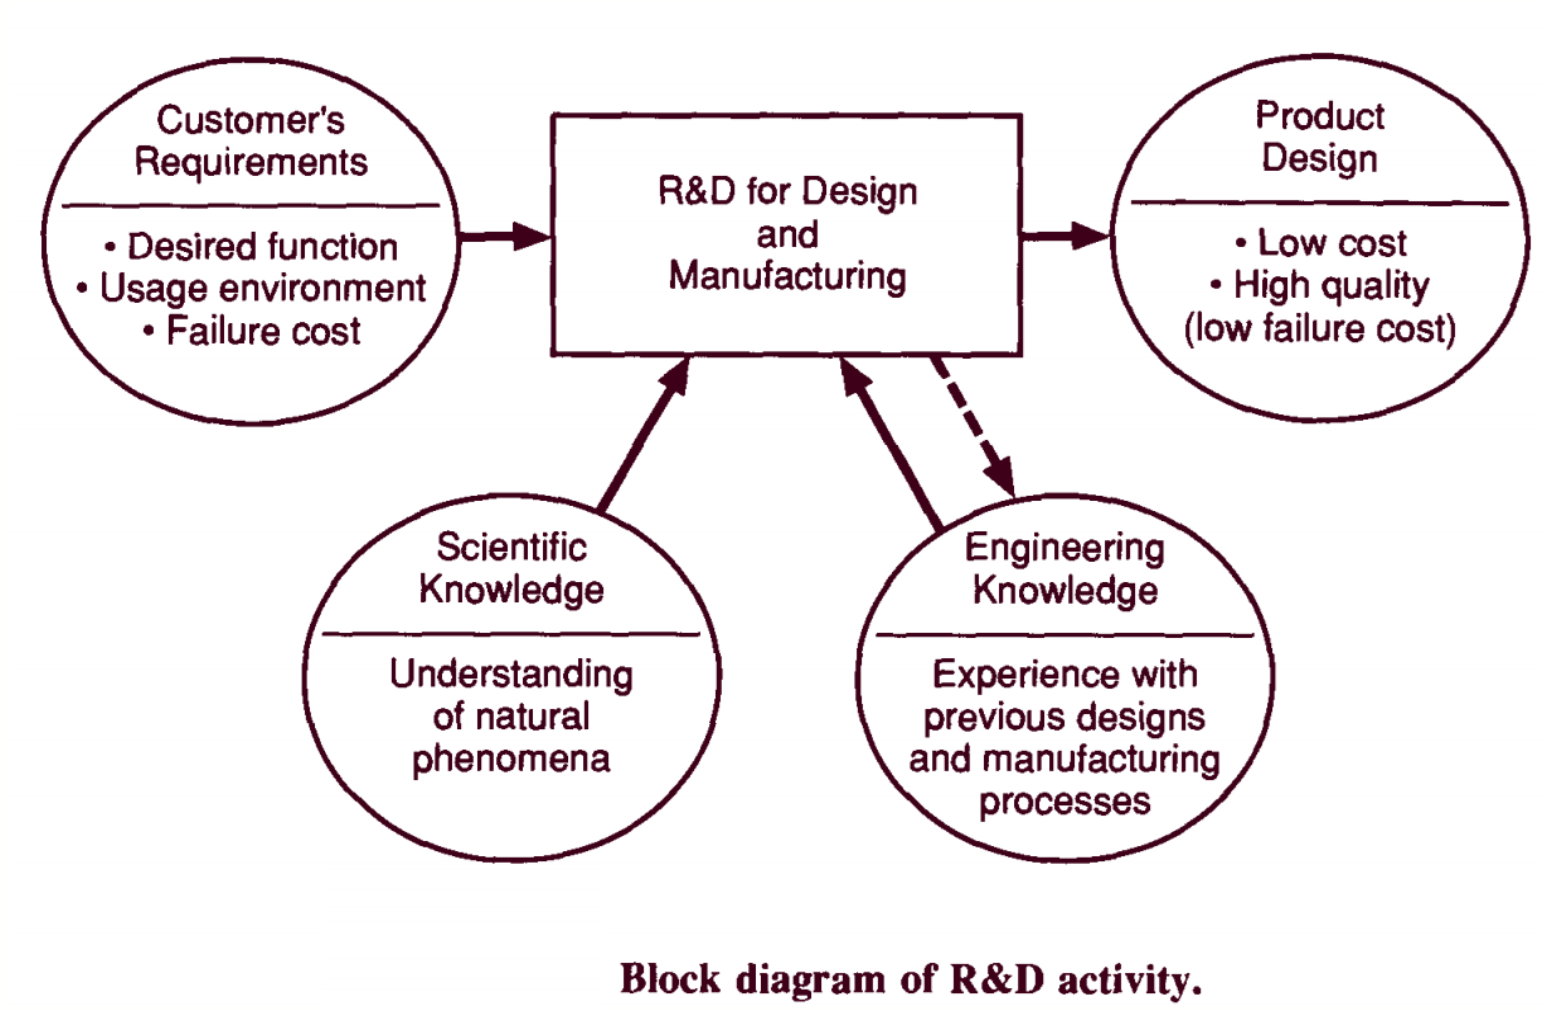 Customer's
Requirements
• Desired function
• Usage environment
• Failure cost
R&D for Design
and
Manufacturing
Product
Design
• Low cost
• High quality
(low failure cost)
Scientific
Knowledge
Understanding
of natural
phenomena
Engineering
Knowledge
Experience with
previous designs
and manufacturing
processes
Block diagram of R&D activity.